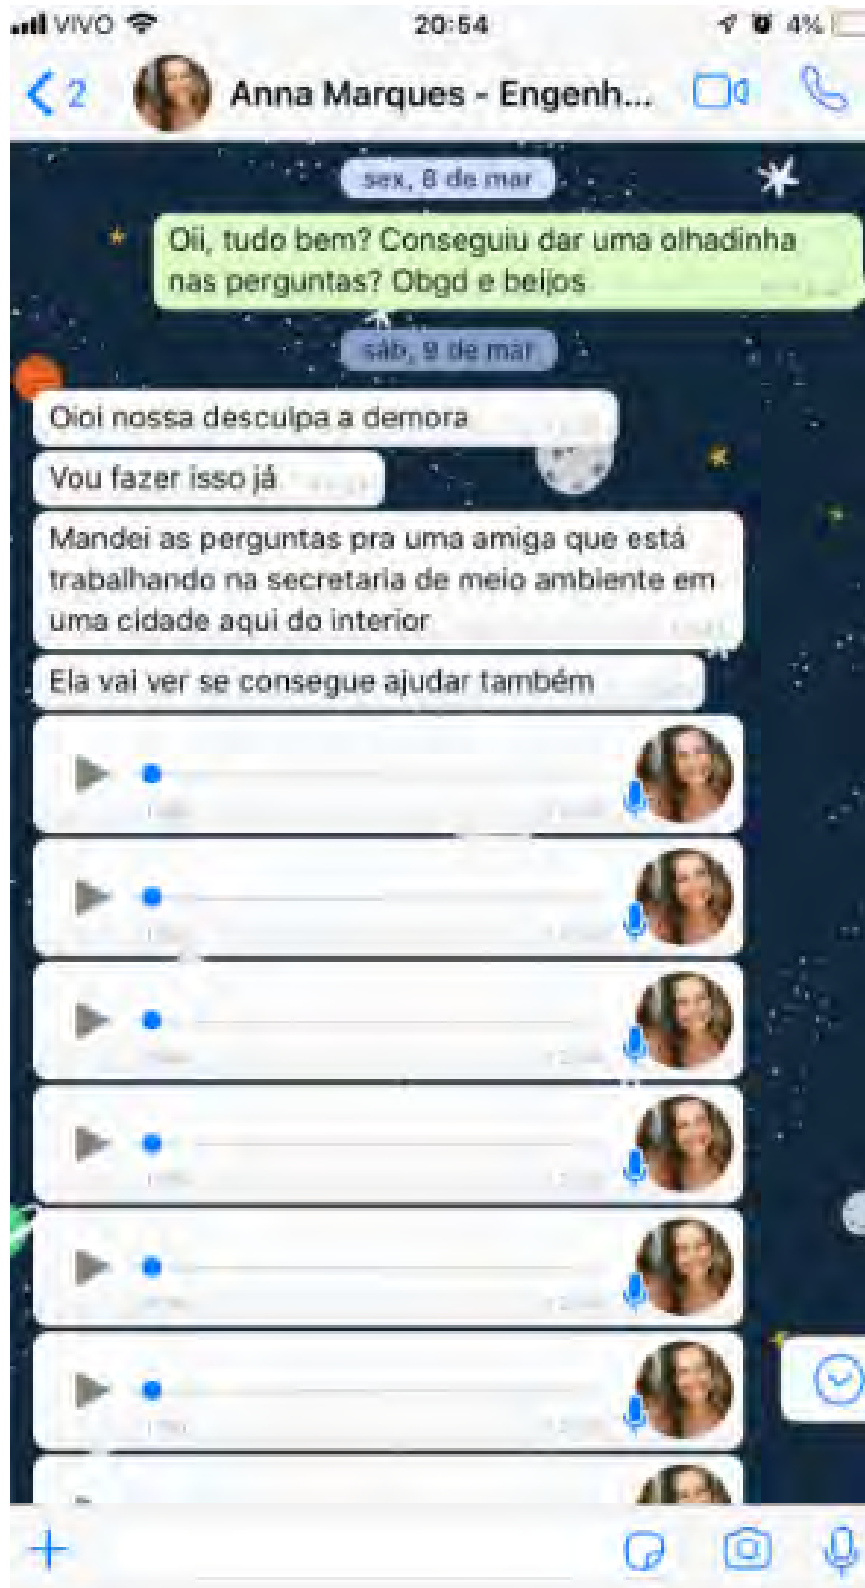 VIVO
20:54
4%
2
Anna Marques - Engenh...
sex, 8 de mar
Oii, tudo bem? Conseguiu dar uma olhadinha
nas perguntas? Obgd e beijos
sáb, 9 de mar
Oioi nossa desculpa a demora
Vou fazer isso já
Mandei as perguntas pra uma amiga que está
trabalhando na secretaria de meio ambiente em
uma cidade aqui do interior
Ela vai ver se consegue ajudar também